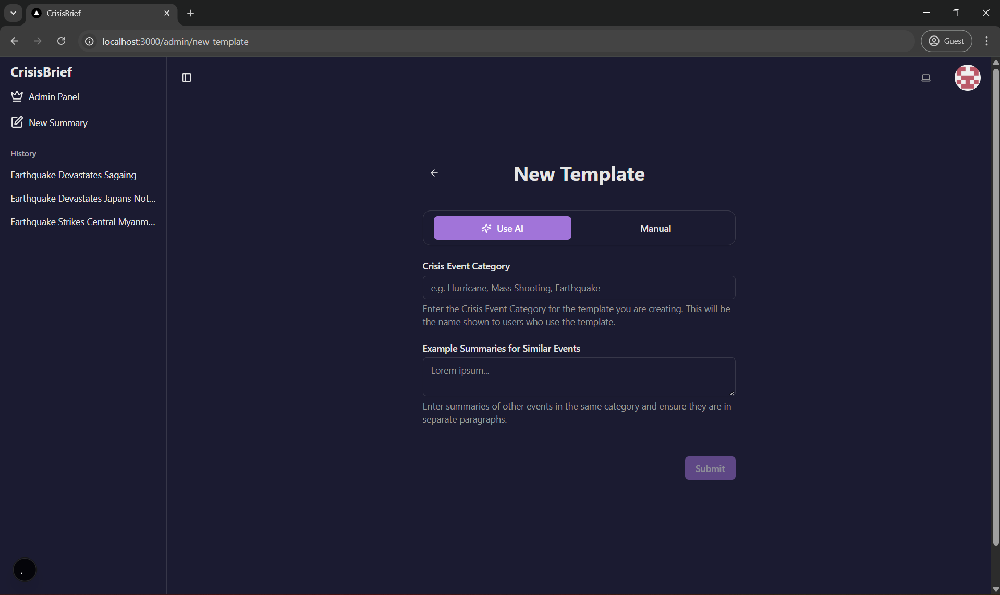 CrisisBrief
localhost:3000/admin/new-template
Guest
CrisisBrief
Admin Panel
New Summary
History
Earthquake Devastates Sagaing
Earthquake Devastates Japans Not...
Earthquake Strikes Central Myanm...
New Template
Use AI
Manual
Crisis Event Category
e.g. Hurricane, Mass Shooting, Earthquake
Enter the Crisis Event Category for the template you are creating. This will be
the name shown to users who use the template.
Example Summaries for Similar Events
Lorem ipsum...
Enter summaries of other events in the same category and ensure they are in
separate paragraphs.
Submit
.